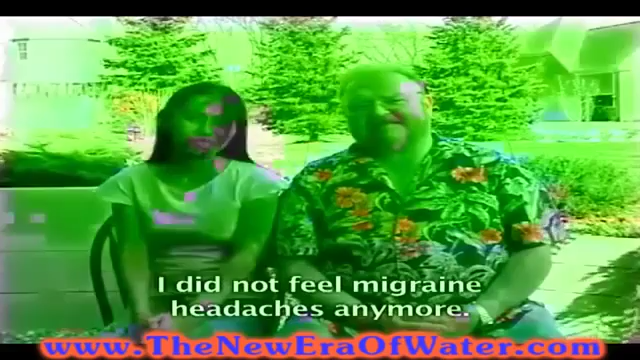 I did not feel migraine
headaches anymore.
www.TheNewEraOfWater.com